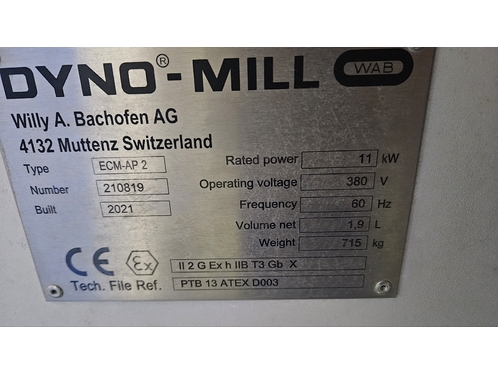 DYNO®-MILL WAB
Willy A. Bachofen AG
4132 Muttenz Switzerland
Type ECM-AP 2
Number 210819
Built 2021
Rated power 11 kW
Operating voltage 380 V
Frequency 60 Hz
Volume net 1,9 L
Weight 715 kg
CE Ex II 2 G Ex h IIB T3 Gb X
Tech. File Ref. PTB 13 ATEX D003